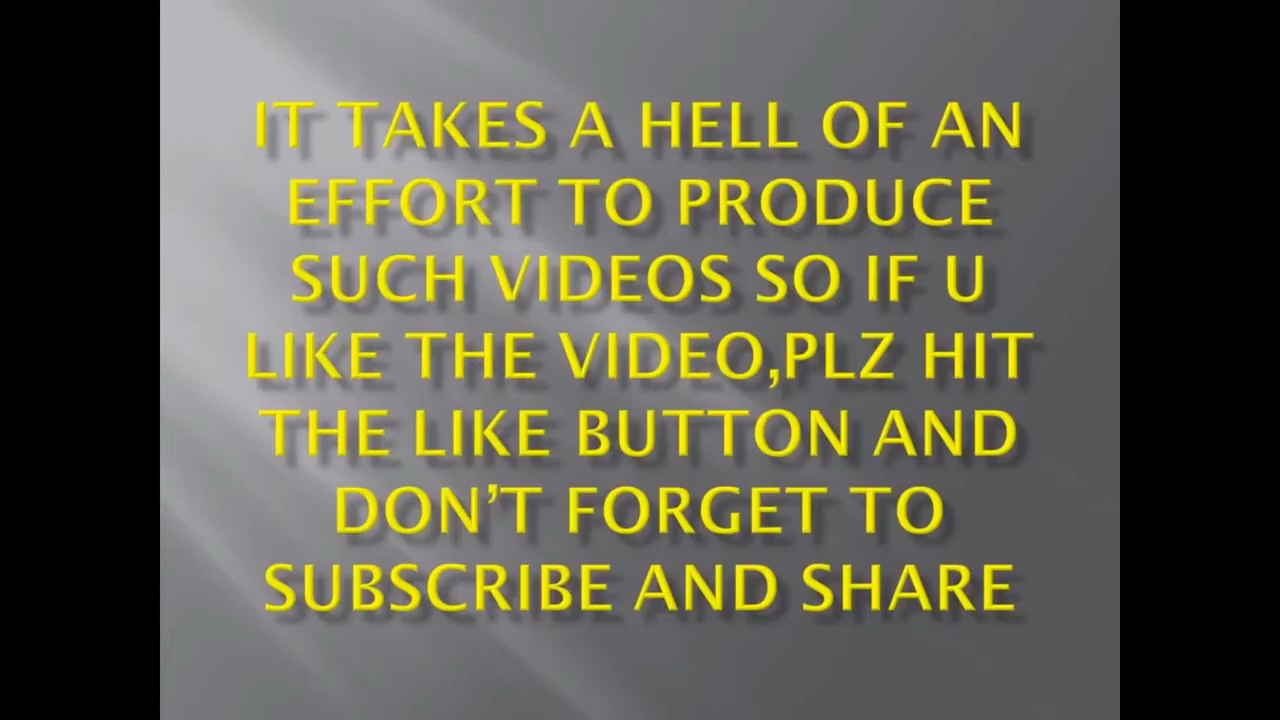 IT TAKES A HELL OF AN
EFFORT TO PRODUCE
SUCH VIDEOS SO IF U
LIKE THE VIDEO,PLZ HIT
THE LIKE BUTTON AND
DON’T FORGET TO
SUBSCRIBE AND SHARE